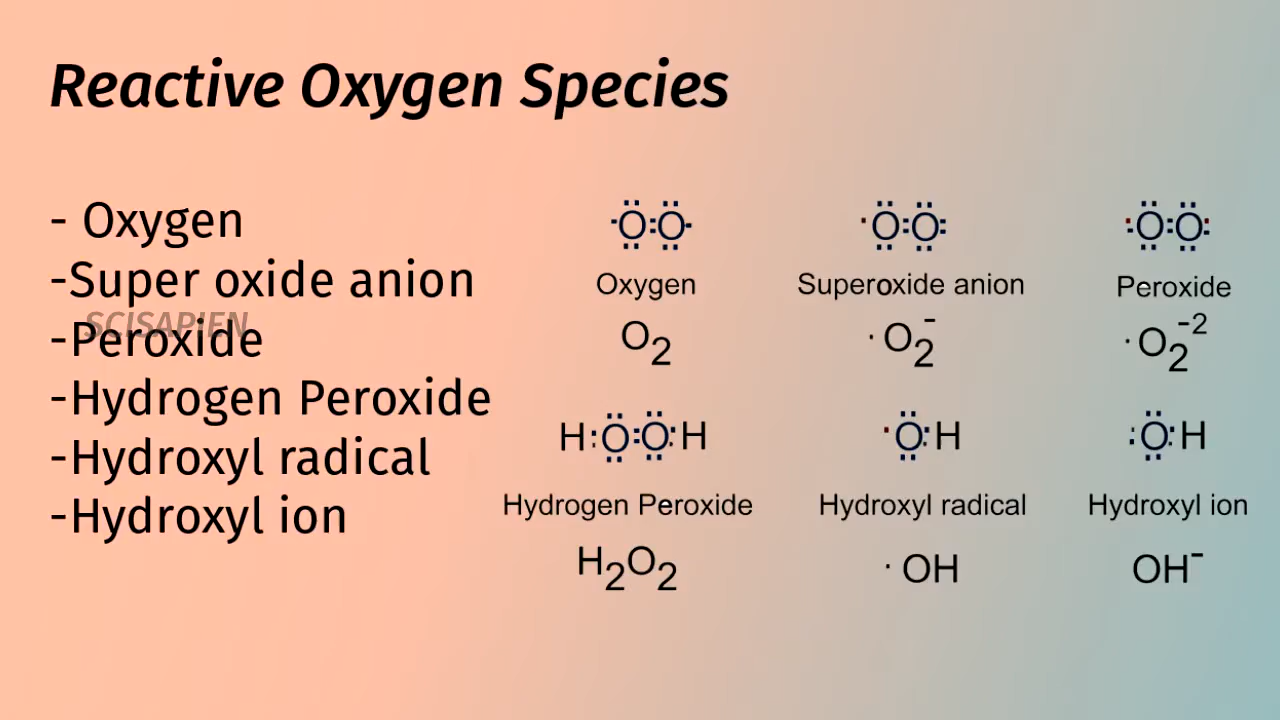 Reactive Oxygen Species
- Oxygen
-Super oxide anion
SCISAPIEN
-Peroxide
-Hydrogen Peroxide
-Hydroxyl radical
-Hydroxyl ion
·Ö:Ö· ·Ö:Ö: :Ö:Ö:
Oxygen Superoxide anion Peroxide
O₂ ·O₂⁻ ·O₂⁻²
H:Ö:Ö:H ·Ö:H :Ö:H
Hydrogen Peroxide Hydroxyl radical Hydroxyl ion
H₂O₂ ·OH OH⁻